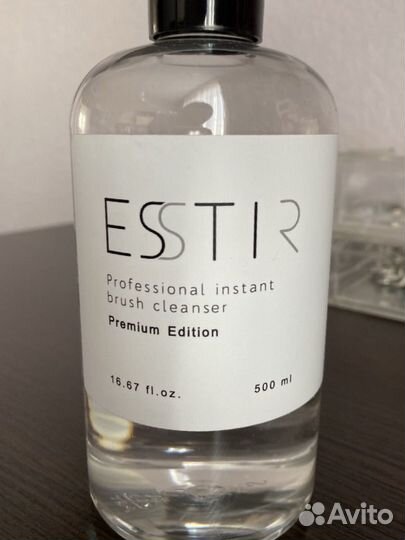 ESSTIR
Professional instant
brush cleanser
Premium Edition
16.67 fl.oz. 500 ml
Avito